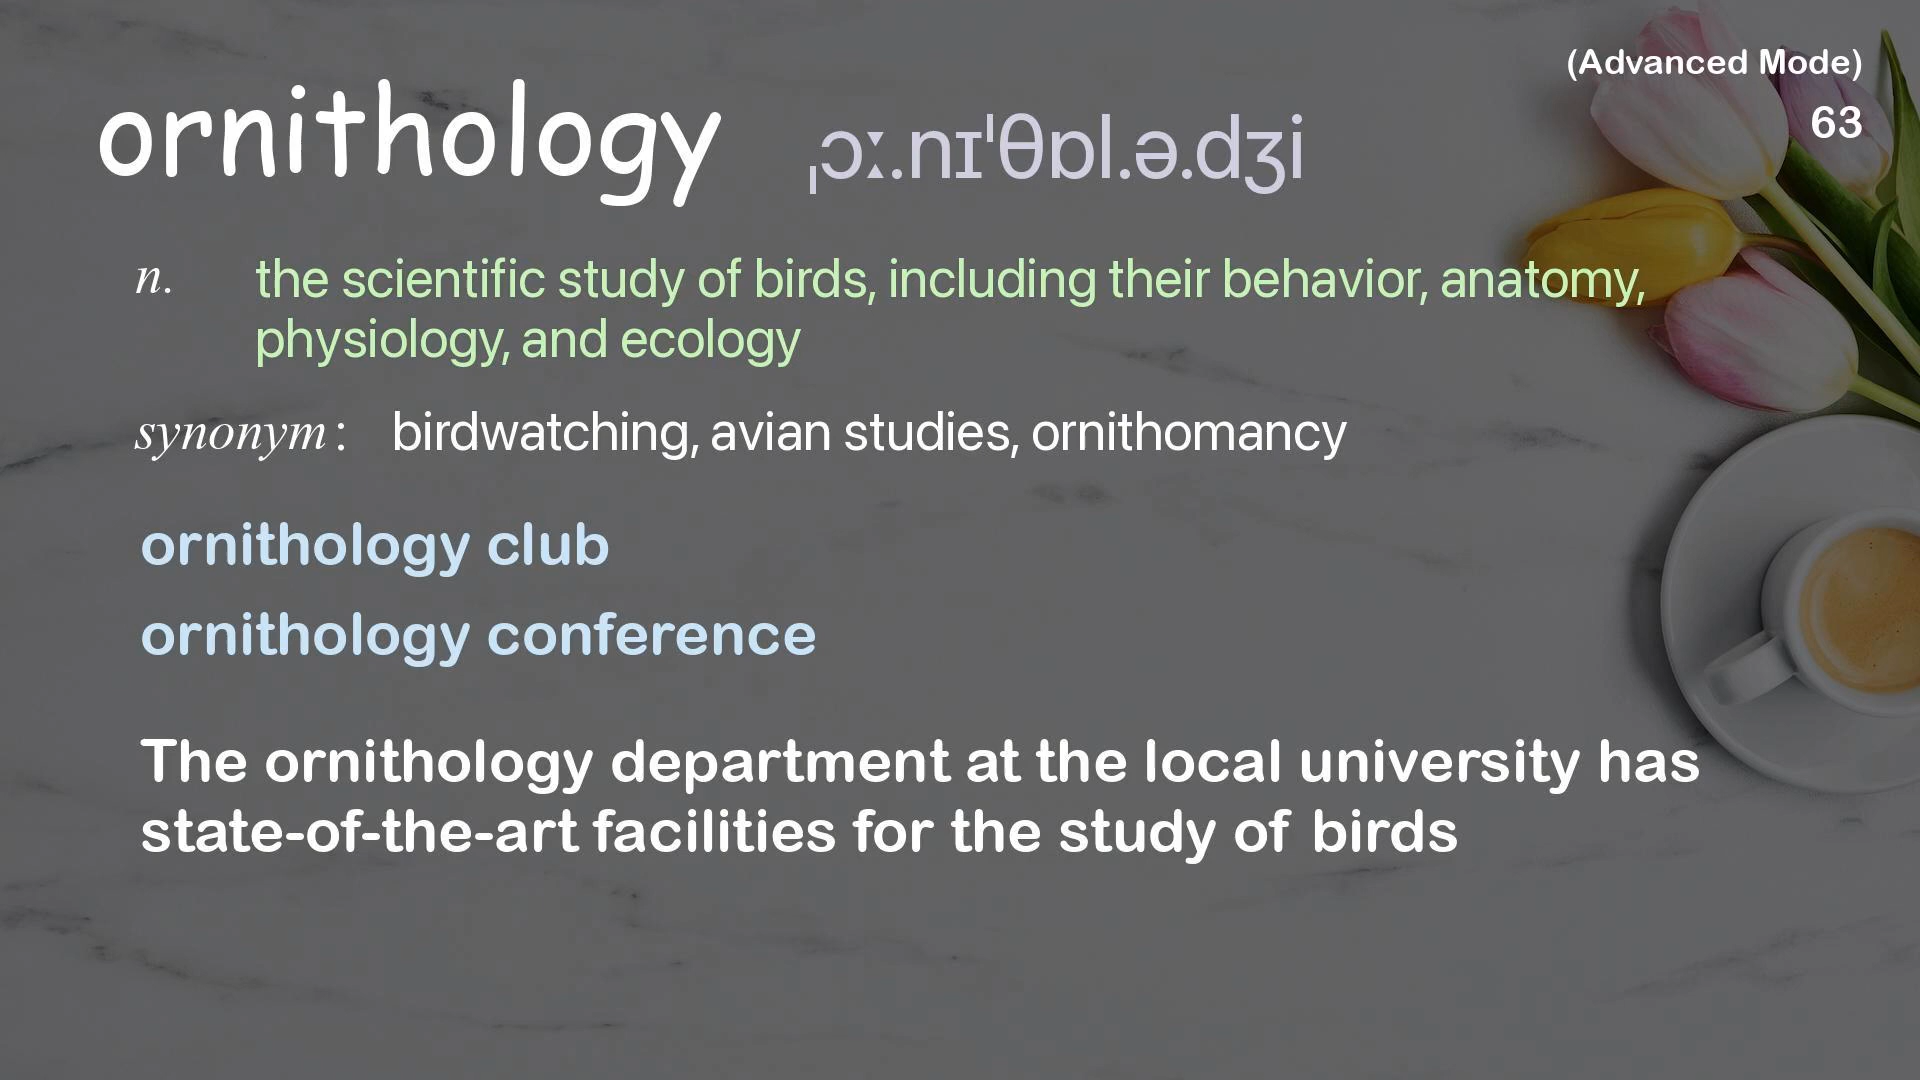 (Advanced Mode)
63
ornithology ˌɔː.nɪˈθɒl.ə.dʒi
n. the scientific study of birds, including their behavior, anatomy,
physiology, and ecology
synonym: birdwatching, avian studies, ornithomancy
ornithology club
ornithology conference
The ornithology department at the local university has
state-of-the-art facilities for the study of birds